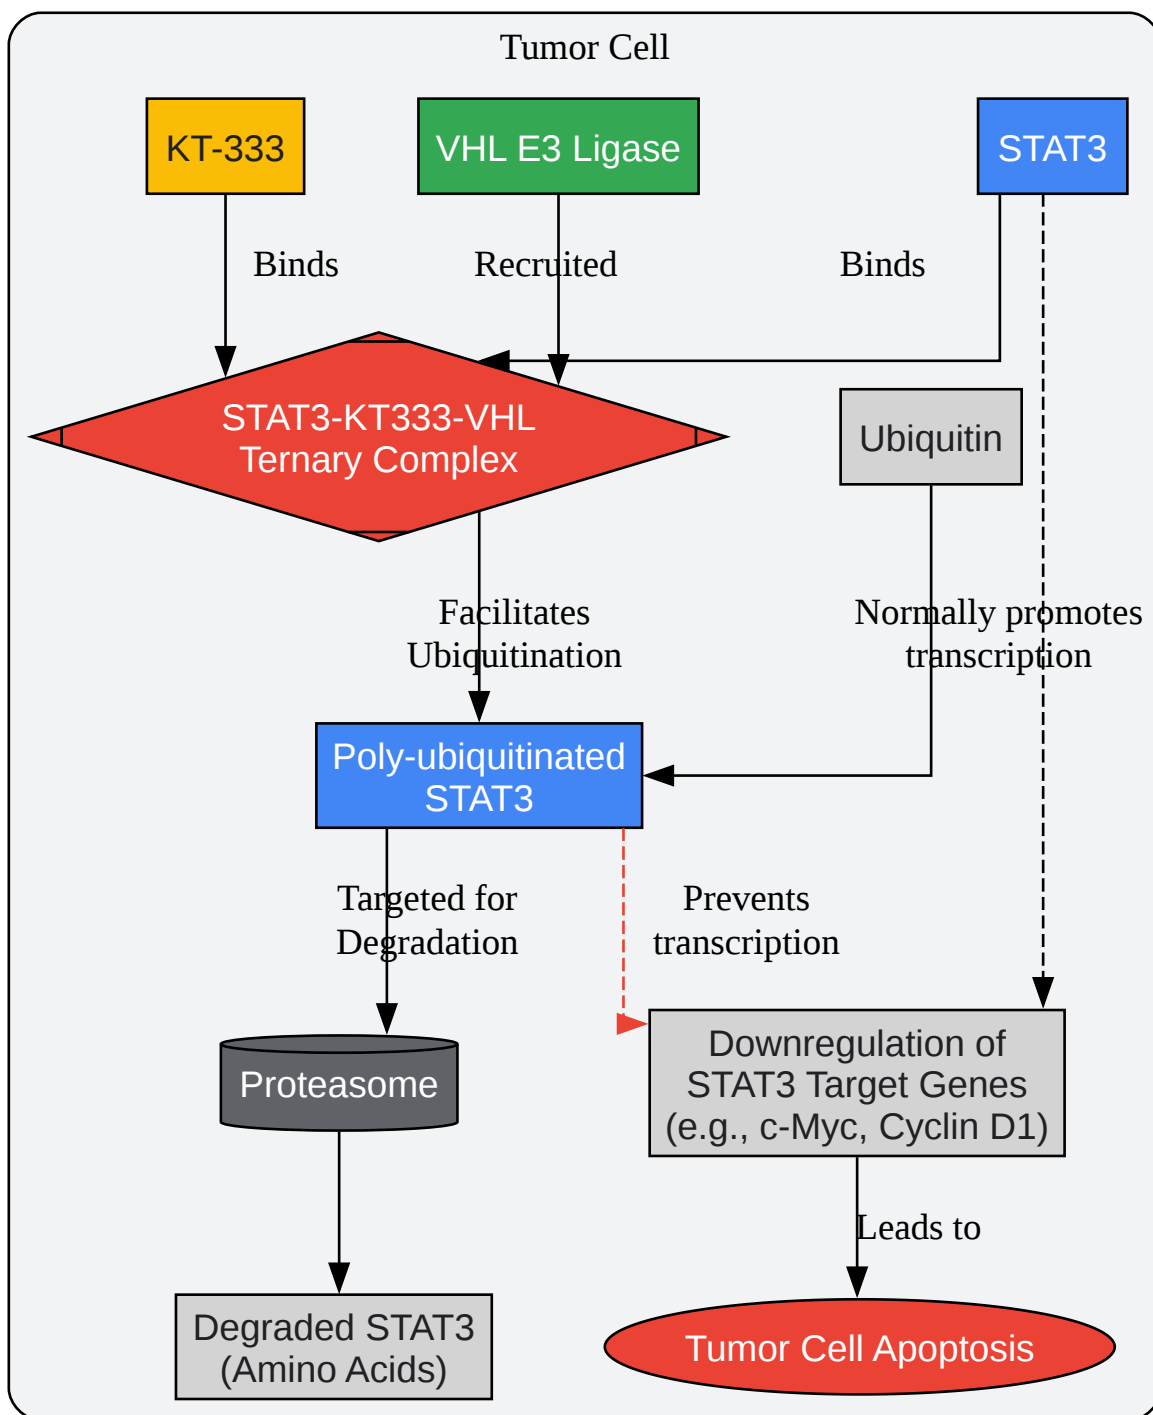 Tumor Cell
KT-333
VHL E3 Ligase
STAT3
Binds
Recruited
Binds
STAT3-KT333-VHL
Ternary Complex
Ubiquitin
Facilitates
Ubiquitination
Normally promotes
transcription
Poly-ubiquitinated
STAT3
Targeted for
Degradation
Prevents
transcription
Proteasome
Downregulation of
STAT3 Target Genes
(e.g., c-Myc, Cyclin D1)
Leads to
Degraded STAT3
(Amino Acids)
Tumor Cell Apoptosis